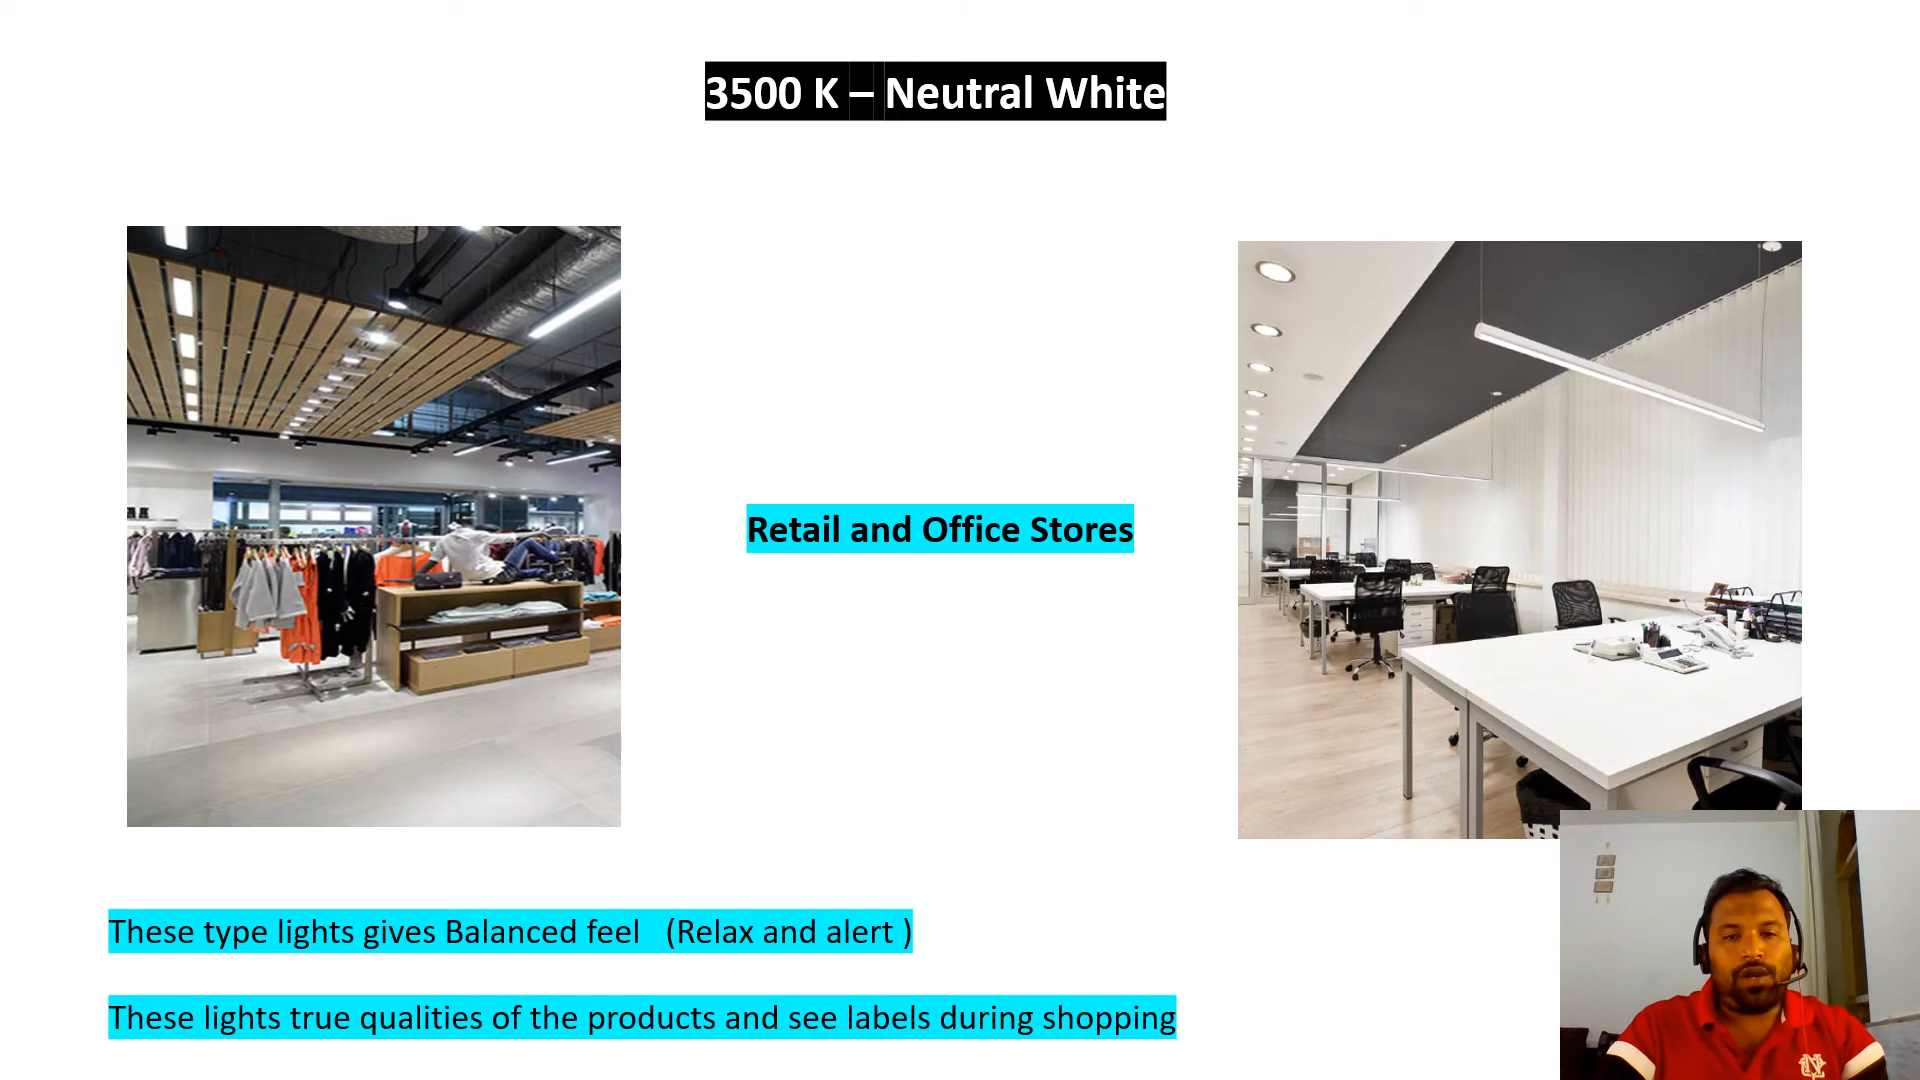 3500 K – Neutral White
Retail and Office Stores
These type lights gives Balanced feel (Relax and alert )
These lights true qualities of the products and see labels during shopping